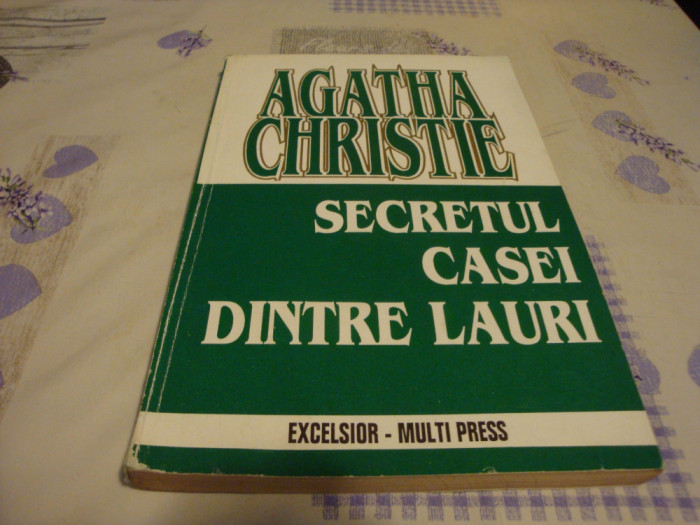 AGATHA
CHRISTIE
SECRETUL
CASEI
DINTRE LAURI
EXCELSIOR - MULTI PRESS